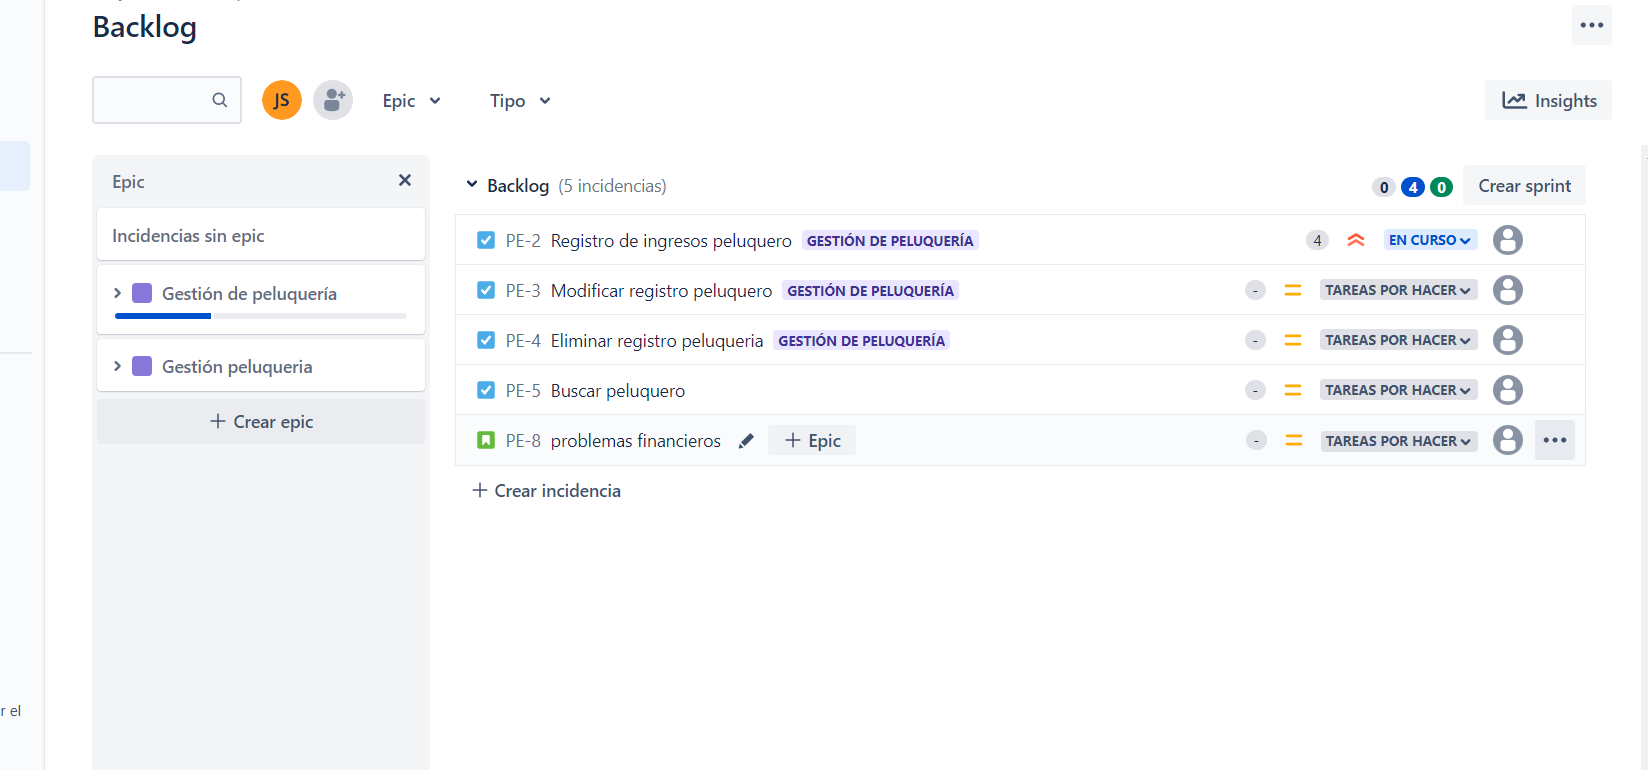 Backlog
JS
Epic
Tipo
Insights
Epic
Incidencias sin epic
Gestión de peluquería
Gestión peluqueria
+ Crear epic
Backlog (5 incidencias)
0 4 0
Crear sprint
PE-2 Registro de ingresos peluquero GESTIÓN DE PELUQUERÍA 4 EN CURSO
PE-3 Modificar registro peluquero GESTIÓN DE PELUQUERÍA - TAREAS POR HACER
PE-4 Eliminar registro peluqueria GESTIÓN DE PELUQUERÍA - TAREAS POR HACER
PE-5 Buscar peluquero - TAREAS POR HACER
PE-8 problemas financieros + Epic - TAREAS POR HACER
+ Crear incidencia
r el